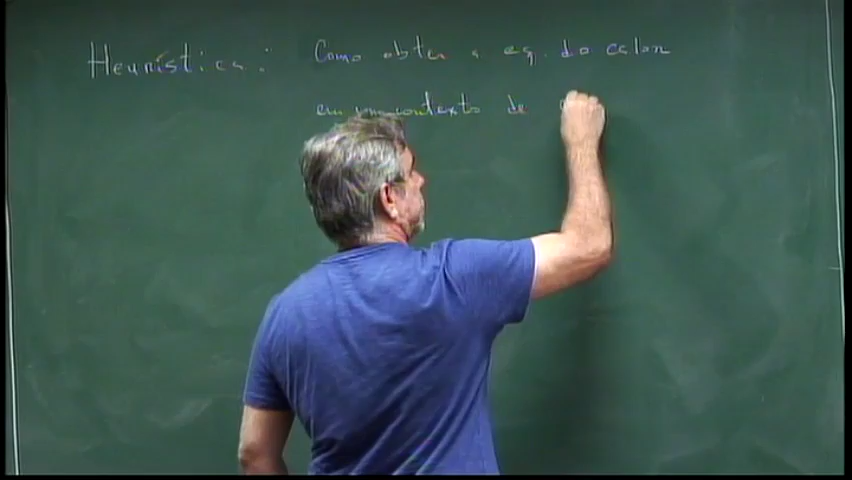 Heurística: Como obter a eq. do calor
em um contexto de